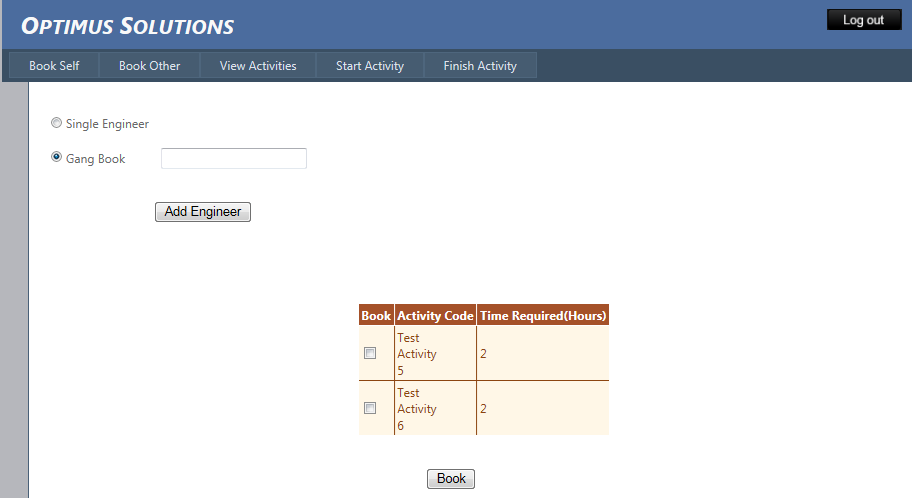 OPTIMUS SOLUTIONS
Log out
Book Self Book Other View Activities Start Activity Finish Activity
Single Engineer
Gang Book
Add Engineer
Book Activity Code Time Required(Hours)
Test
Activity 2
5
Test
Activity 2
6
Book